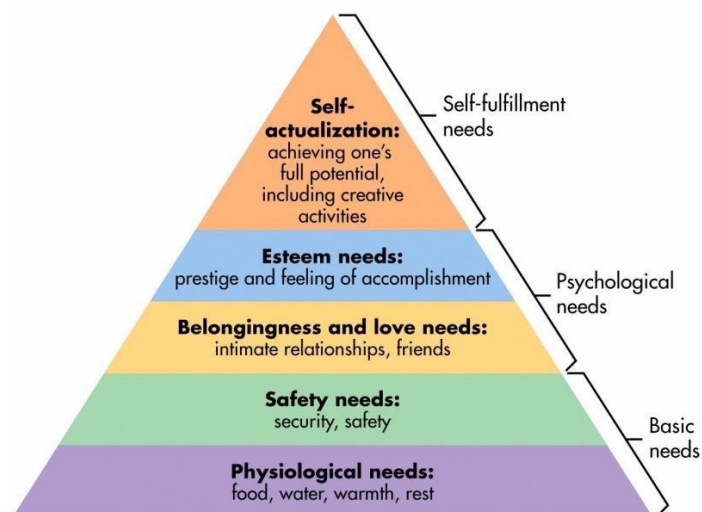 Self-
actualization:
achieving one's
full potential,
including creative
activities
Self-fulfillment
needs
Esteem needs:
prestige and feeling of accomplishment
Psychological
needs
Belongingness and love needs:
intimate relationships, friends
Safety needs:
security, safety
Basic
needs
Physiological needs:
food, water, warmth, rest